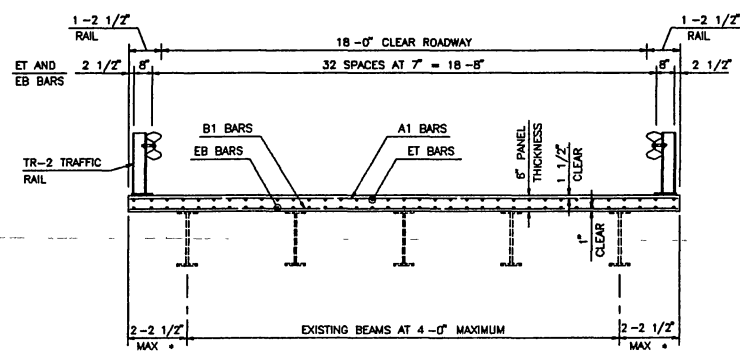 1 -2 1/2"
RAIL
18 -0" CLEAR ROADWAY
1 -2 1/2"
RAIL
ET AND
EB BARS
2 1/2"
8"
32 SPACES AT 7" = 18 -8"
8"
2 1/2"
B1 BARS
EB BARS
A1 BARS
ET BARS
6" PANEL
THICKNESS
1 1/2"
CLEAR
TR-2 TRAFFIC
RAIL
1"
CLEAR
2 -2 1/2"
MAX *
EXISTING BEAMS AT 4 -0" MAXIMUM
2 -2 1/2"
MAX *